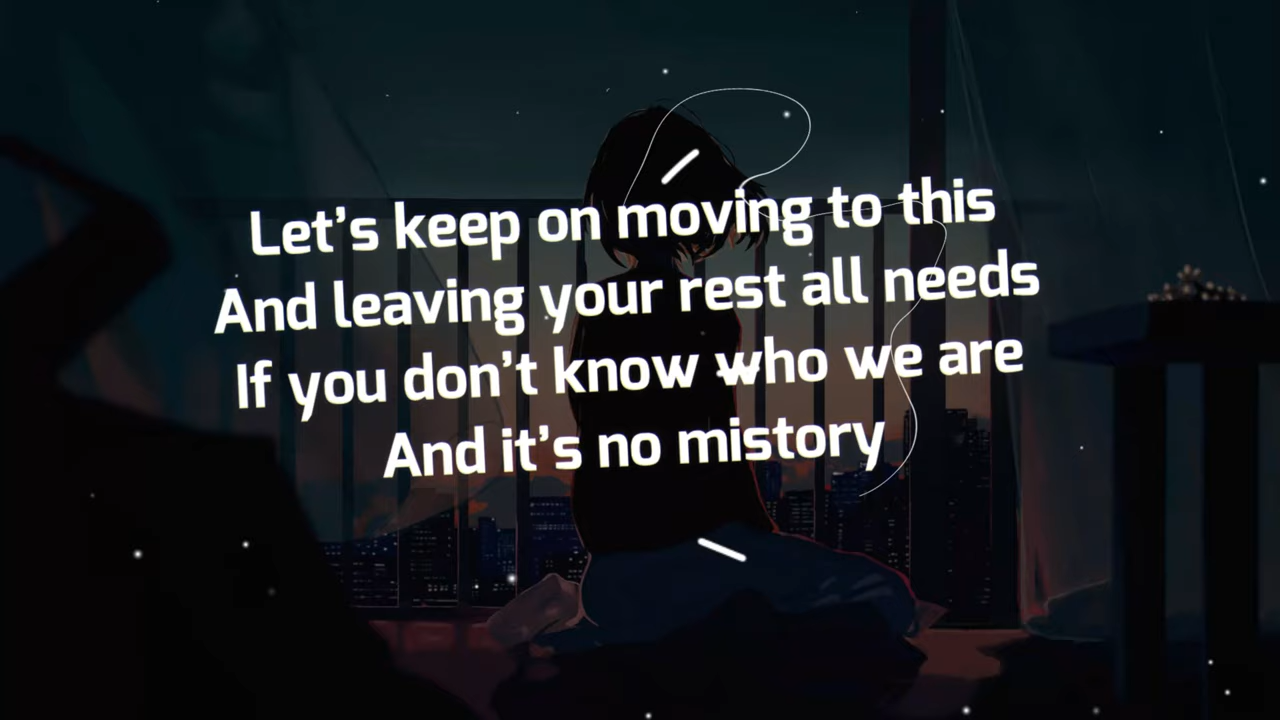 Let’s keep on moving to this
And leaving your rest all needs
If you don’t know who we are
And it’s no mistory